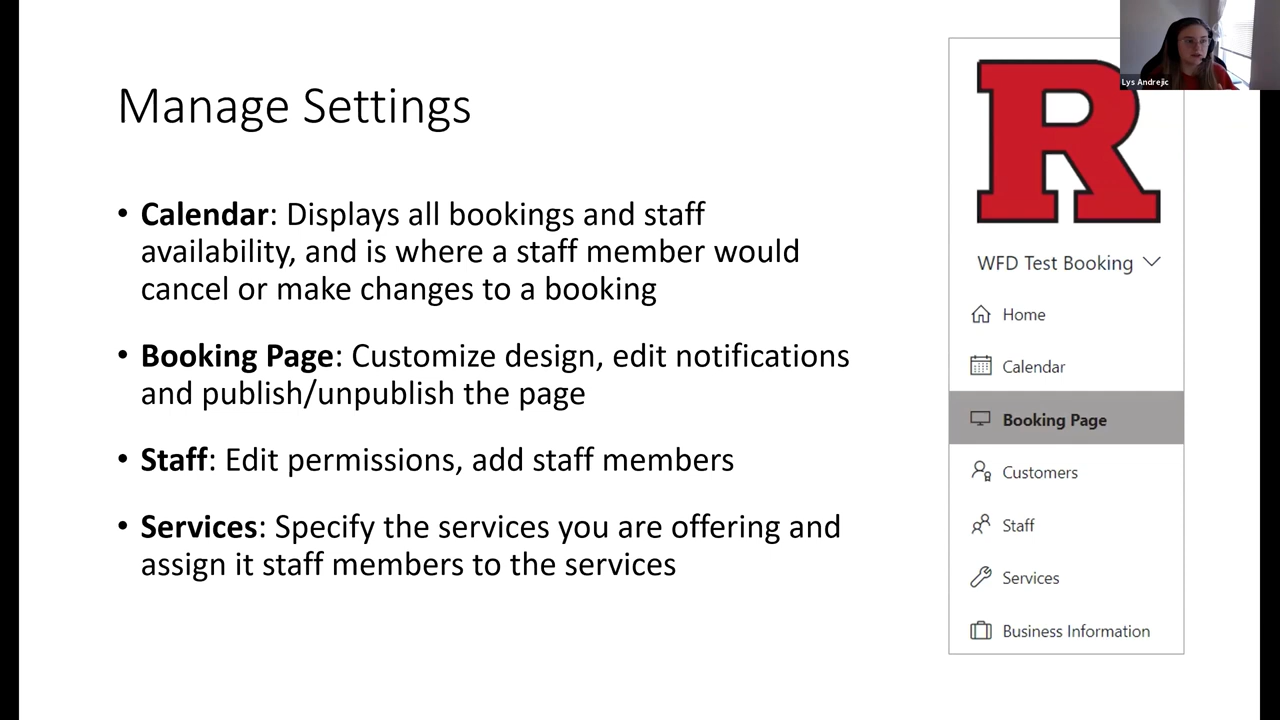 Manage Settings
• Calendar: Displays all bookings and staff
availability, and is where a staff member would
cancel or make changes to a booking
• Booking Page: Customize design, edit notifications
and publish/unpublish the page
• Staff: Edit permissions, add staff members
• Services: Specify the services you are offering and
assign it staff members to the services
Lys Andrejic
R
WFD Test Booking
Home
Calendar
Booking Page
Customers
Staff
Services
Business Information